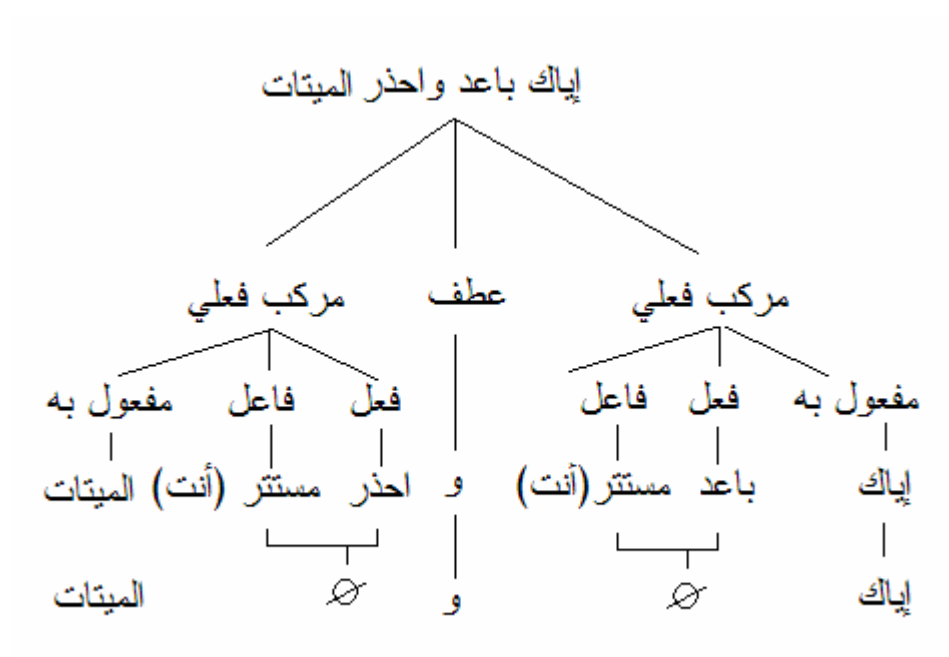 إياك باعد واحذر الميتات
مركب فعلي عطف مركب فعلي
مفعول به فعل فاعل فعل فاعل مفعول به
إياك باعد مستتر(أنت) و احذر مستتر (أنت) الميتات
إياك ∅ و ∅ الميتات